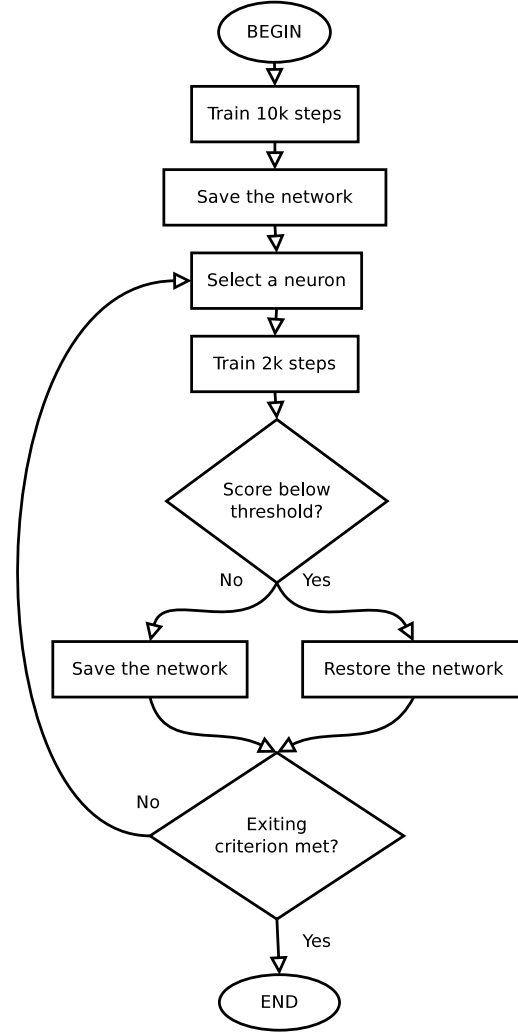 BEGIN
Train 10k steps
Save the network
Select a neuron
Train 2k steps
Score below
threshold?
No
Yes
Save the network
Restore the network
No
Exiting
criterion met?
Yes
END